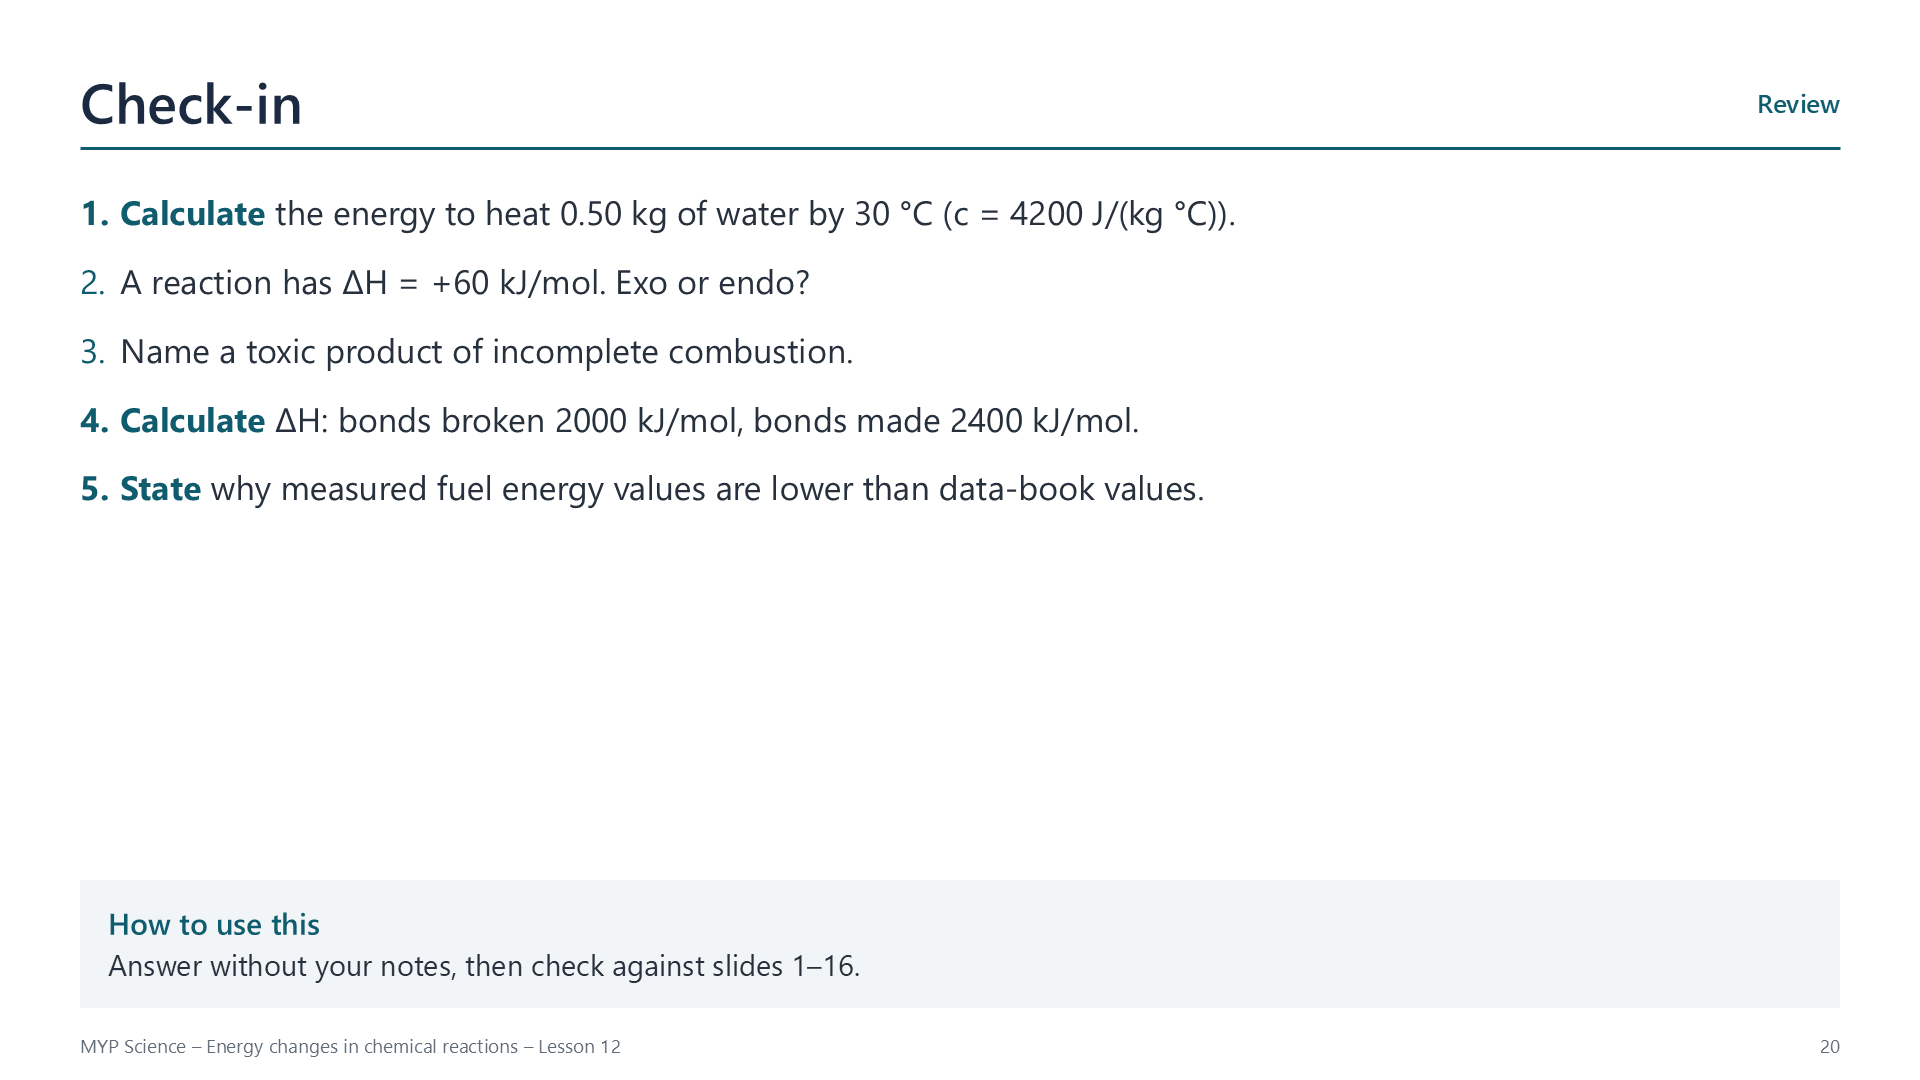 Check-in
Review
1. Calculate the energy to heat 0.50 kg of water by 30 °C (c = 4200 J/(kg °C)).
2. A reaction has ΔH = +60 kJ/mol. Exo or endo?
3. Name a toxic product of incomplete combustion.
4. Calculate ΔH: bonds broken 2000 kJ/mol, bonds made 2400 kJ/mol.
5. State why measured fuel energy values are lower than data-book values.
How to use this
Answer without your notes, then check against slides 1–16.
MYP Science – Energy changes in chemical reactions – Lesson 12
20